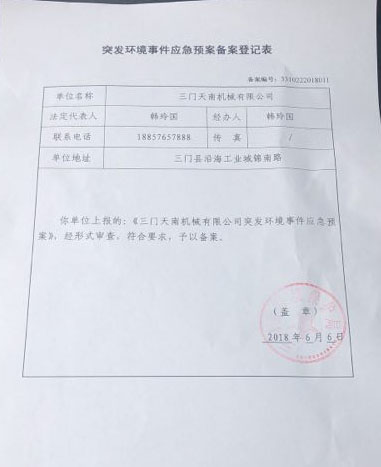 突发环境事件应急预案备案登记表
备案编号：3310222018011
单位名称 三门天南机械有限公司
法定代表人 韩玲国 经办人 韩玲国
联系电话 18857657888 传真 /
单位地址 三门县沿海工业城锦南路
你单位上报的：《三门天南机械有限公司突发环境事件应急预
案》，经形式审查，符合要求，予以备案。
（盖 章）
2018 年 6 月 6 日